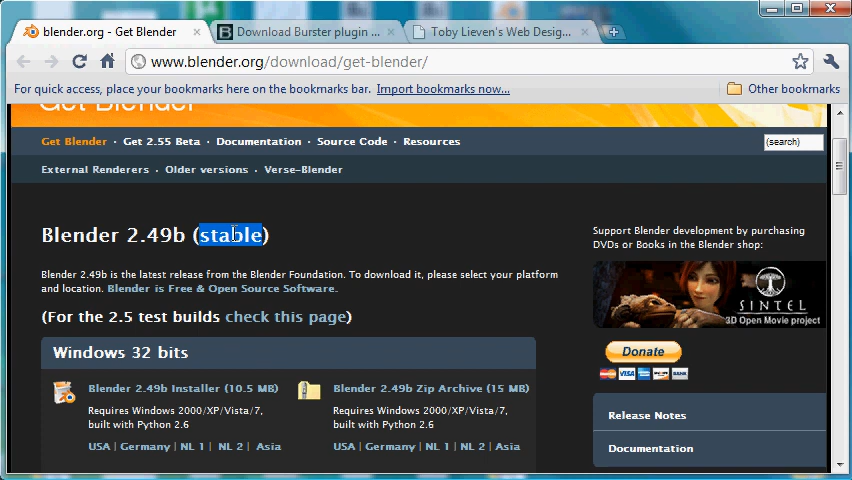 blender.org - Get Blender
Download Burster plugin ...
Toby Lieven's Web Desig...
www.blender.org/download/get-blender/
For quick access, place your bookmarks here on the bookmarks bar. Import bookmarks now...
Other bookmarks
Get Blender
Get Blender · Get 2.55 Beta · Documentation · Source Code · Resources
(search)
External Renderers · Older versions · Verse-Blender
Blender 2.49b (stable)
Blender 2.49b is the latest release from the Blender Foundation. To download it, please select your platform
and location. Blender is Free & Open Source Software.
(For the 2.5 test builds check this page)
Windows 32 bits
Blender 2.49b Installer (10.5 MB)
Requires Windows 2000/XP/Vista/7,
built with Python 2.6
USA | Germany | NL 1 | NL 2 | Asia
Blender 2.49b Zip Archive (15 MB)
Requires Windows 2000/XP/Vista/7,
built with Python 2.6
USA | Germany | NL 1 | NL 2 | Asia
Support Blender development by purchasing
DVDs or Books in the Blender shop:
SINTEL
3D Open Movie project
Donate
VISA
Release Notes
Documentation